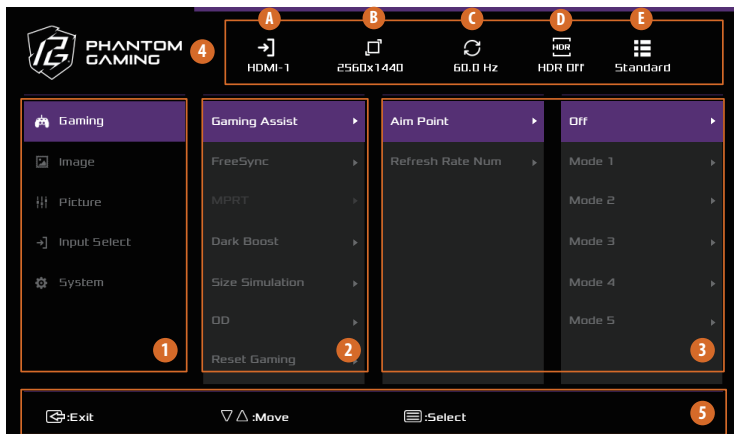 A
B
C
D
E
PHANTOM
GAMING
4
HDR
HDMI-1
2560x1440
60.0 Hz
HDR Off
Standard
Gaming
Image
Picture
Input Select
System
1
Gaming Assist
FreeSync
MPRT
Dark Boost
Size Simulation
OD
Reset Gaming
2
Aim Point
Refresh Rate Num
Off
Mode 1
Mode 2
Mode 3
Mode 4
Mode 5
3
:Exit
:Move
:Select
5